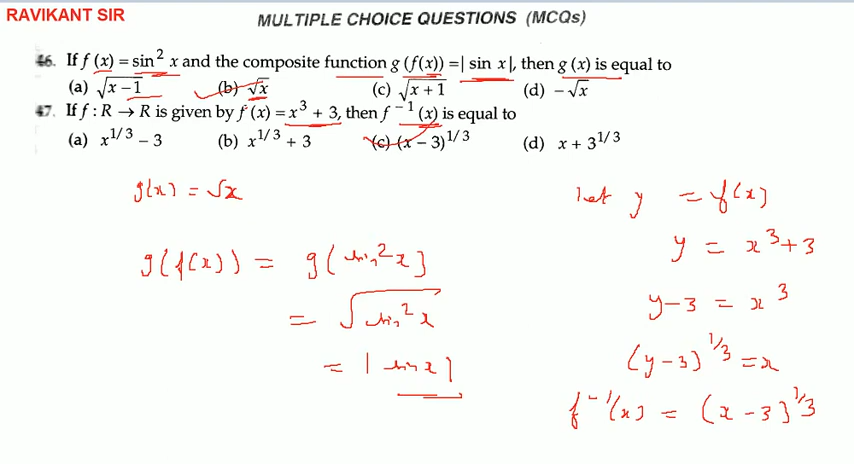 RAVIKANT SIR
MULTIPLE CHOICE QUESTIONS (MCQs)
46. If f (x) = sin² x and the composite function g (f(x)) =| sin x|, then g (x) is equal to
(a) √(x – 1) (b) √x (c) √(x + 1) (d) – √x
47. If f : R → R is given by f (x) = x³ + 3, then f ⁻¹ (x) is equal to
(a) x^1/3 – 3 (b) x^1/3 + 3 (c) (x – 3)^1/3 (d) x + 3^1/3
g(x) = √x
g(f(x)) = g(sin²x)
= √sin²x
= |sin x|
let y = f(x)
y = x³+3
y-3 = x³
(y-3)^1/3 = x
f⁻¹(x) = (x-3)^1/3